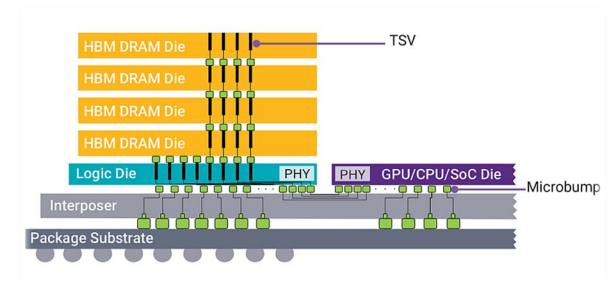 HBM DRAM Die
TSV
HBM DRAM Die
HBM DRAM Die
HBM DRAM Die
Logic Die
PHY
PHY
GPU/CPU/SoC Die
Microbump
Interposer
Package Substrate